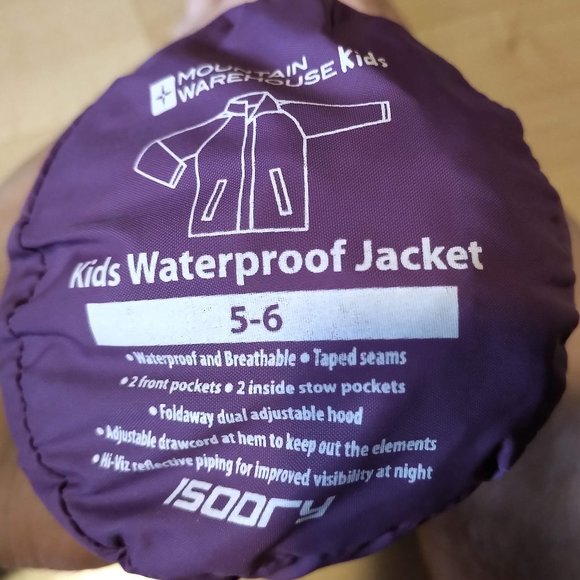 MOUNTAIN
WAREHOUSE Kids
Kids Waterproof Jacket
5-6
• Waterproof and Breathable • Taped seams
• 2 front pockets • 2 inside stow pockets
• Foldaway dual adjustable hood
• Adjustable drawcord at hem to keep out the elements
• Hi-Viz reflective piping for improved visibility at night
ISODRY